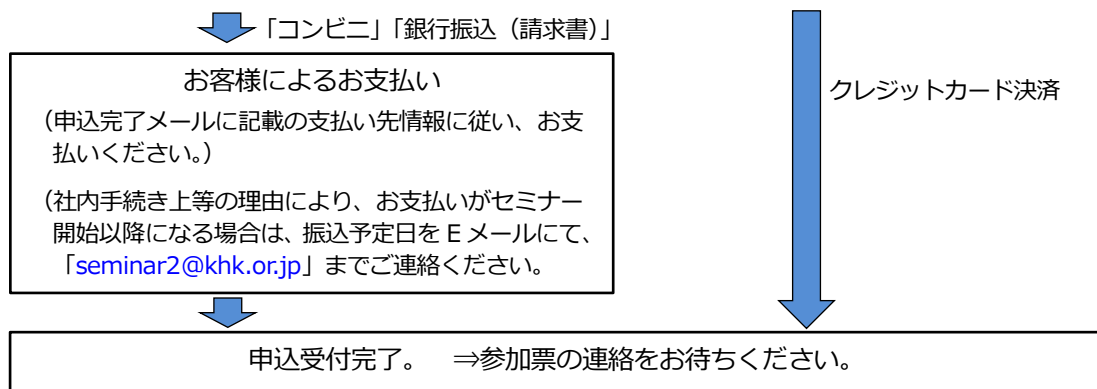 「コンビニ」「銀行振込（請求書）」
お客様によるお支払い
クレジットカード決済
（申込完了メールに記載の支払い先情報に従い、お支
払いください。）
（社内手続き上等の理由により、お支払いがセミナー
開始以降になる場合は、振込予定日を E メールにて、
「seminar2@khk.or.jp」までご連絡ください。
申込受付完了。　⇒参加票の連絡をお待ちください。